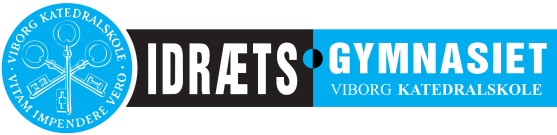 · VIBORG KATEDRALSKOLE ·
VITAM IMPENDERE VERO
IDRÆTS
GYMNASIET
VIBORG KATEDRALSKOLE